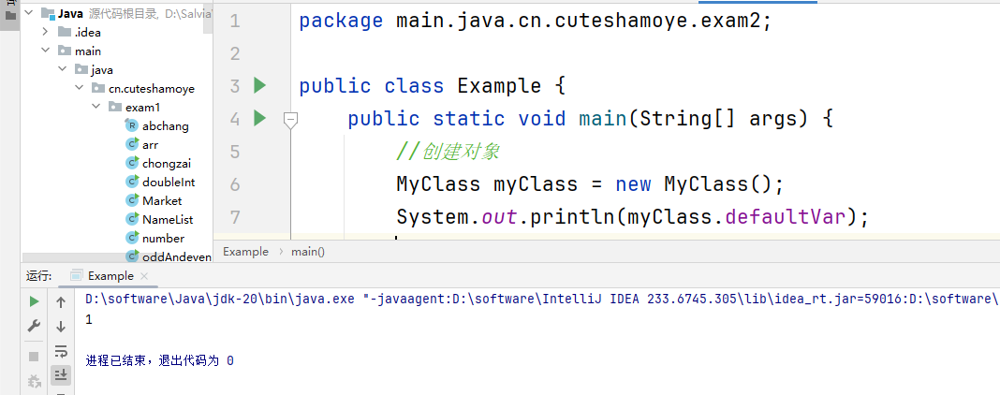 Java 源代码根目录, D:\Salvia
.idea
main
java
cn.cuteshamoye
exam1
abchang
arr
chongzai
doubleInt
Market
NameList
number
oddAndeven
1 package main.java.cn.cuteshamoye.exam2;
2
3 public class Example {
4 public static void main(String[] args) {
5 //创建对象
6 MyClass myClass = new MyClass();
7 System.out.println(myClass.defaultVar);
Example › main()
运行: Example ×
D:\software\Java\jdk-20\bin\java.exe "-javaagent:D:\software\IntelliJ IDEA 233.6745.305\lib\idea_rt.jar=59016:D:\software\
1
进程已结束，退出代码为 0